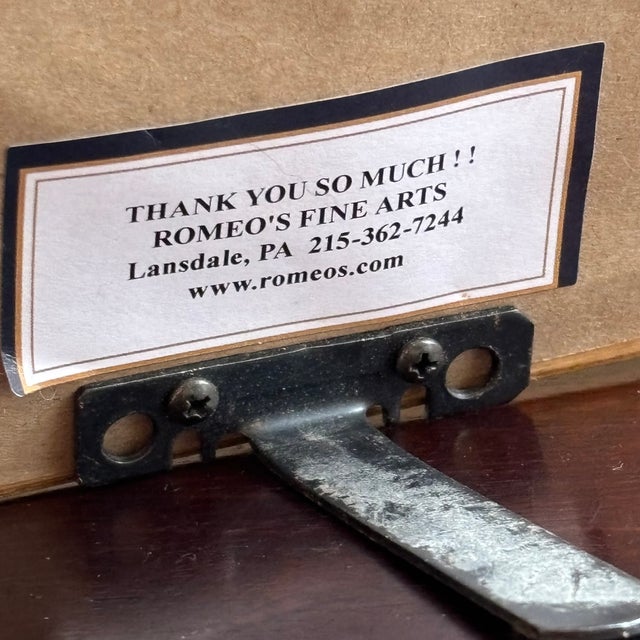 THANK YOU SO MUCH ! !
ROMEO'S FINE ARTS
Lansdale, PA 215-362-7244
www.romeos.com